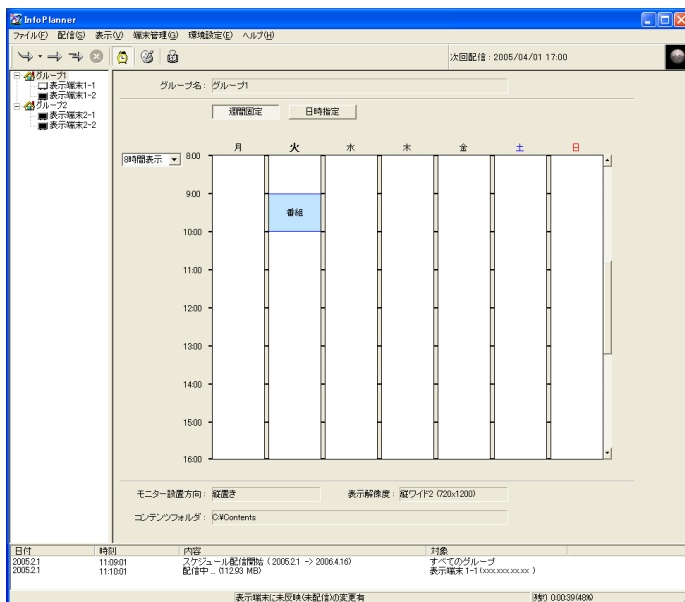 InfoPlanner
ファイル(F) 配信(S) 表示(V) 端末管理(G) 環境設定(E) ヘルプ(H)
次回配信 : 2005/04/01 17:00
グループ1
表示端末1-1
表示端末1-2
グループ2
表示端末2-1
表示端末2-2
グループ名 : グループ1
週間固定 日時指定
月 火 水 木 金 土 日
8時間表示 8:00
9:00
番組
10:00
11:00
12:00
13:00
14:00
15:00
16:00
モニター設置方向 : 縦置き 表示解像度 : 縦ワイド2 (720x1200)
コンテンツフォルダ : C:¥Contents
日付 時刻 内容 対象
2005.2.1 11:09:01 スケジュール配信開始 ( 2005.2.1 -> 2006.4.16) すべてのグループ
2005.2.1 11:10:01 配信中 ... (112.93 MB) 表示端末 1-1 (xxx.xxx.xx.xx )
表示端末に未反映(未配信)の変更有 残り 0:00:39(48%)